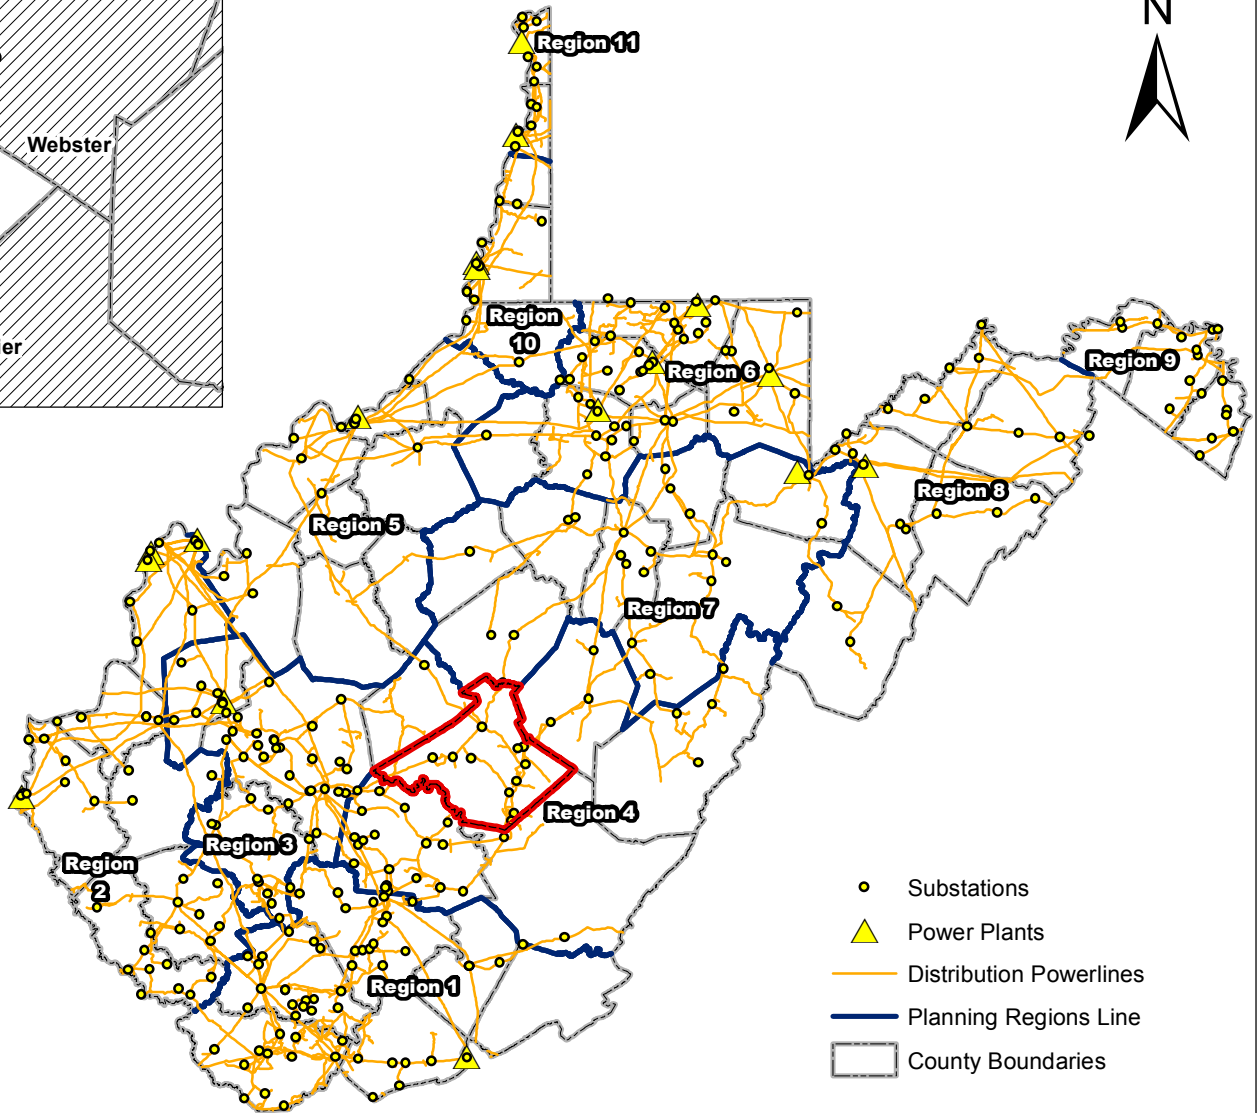 N
Region 11
Webster
ier
Region
10
Region 6
Region 9
Region 8
Region 5
Region 7
Region 4
Region 3
Region
2
Region 1
Substations
Power Plants
Distribution Powerlines
Planning Regions Line
County Boundaries